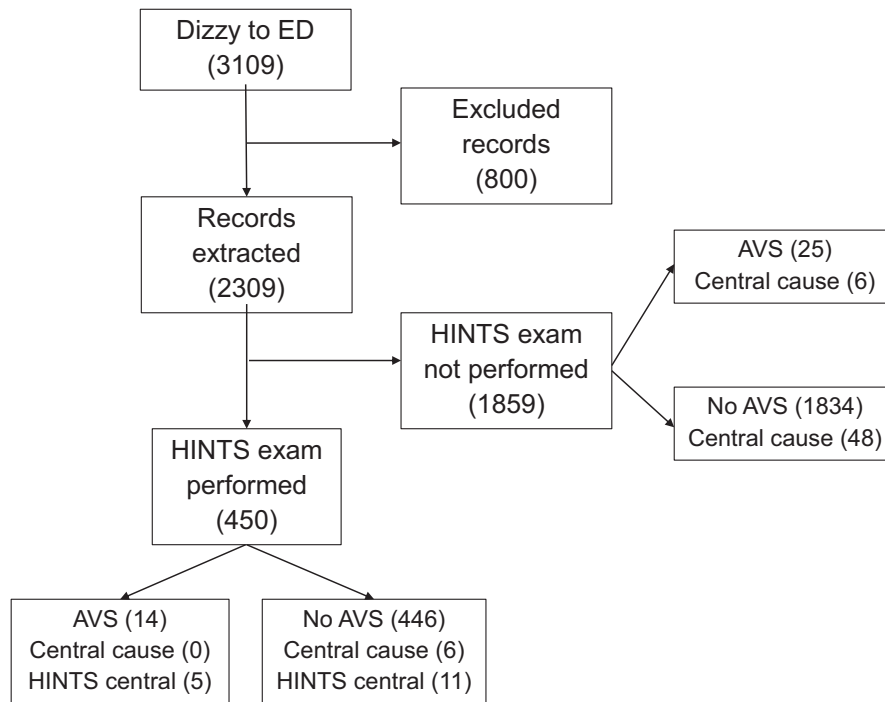 Dizzy to ED
(3109)
Excluded
records
(800)
Records
extracted
(2309)
AVS (25)
Central cause (6)
HINTS exam
not performed
(1859)
No AVS (1834)
Central cause (48)
HINTS exam
performed
(450)
AVS (14)
Central cause (0)
HINTS central (5)
No AVS (446)
Central cause (6)
HINTS central (11)